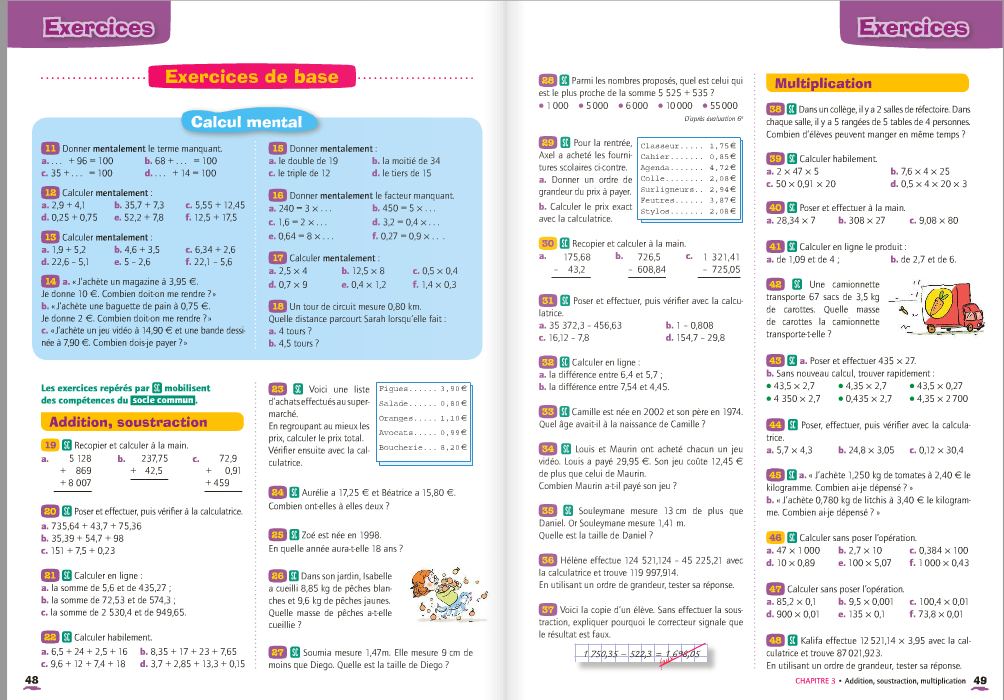 Exercices
Exercices de base
Calcul mental
11 Donner mentalement le terme manquant.
a. . . . + 96 = 100 b. 68 + . . . = 100
c. 35 + . . . = 100 d. . . . + 14 = 100
12 Calculer mentalement :
a. 2,9 + 4,1 b. 35,7 + 7,3 c. 5,55 + 12,45
d. 0,25 + 0,75 e. 52,2 + 7,8 f. 12,5 + 17,5
13 Calculer mentalement :
a. 1,9 + 5,2 b. 4,6 + 3,5 c. 6,34 + 2,6
d. 22,6 – 5,1 e. 5 – 2,6 f. 22,1 – 5,6
14 a. « J'achète un magazine à 3,95 €.
Je donne 10 €. Combien doit-on me rendre ? »
b. « J'achète une baguette de pain à 0,75 €.
Je donne 2 €. Combien doit-on me rendre ? »
c. « J'achète un jeu vidéo à 14,90 € et une bande dessi-
née à 7,90 €. Combien dois-je payer ? »
15 Donner mentalement :
a. le double de 19 b. la moitié de 34
c. le triple de 12 d. le tiers de 15
16 Donner mentalement le facteur manquant.
a. 240 = 3 × . . . b. 450 = 5 × . . .
c. 1,6 = 2 × . . . d. 3,2 = 0,4 × . . .
e. 0,64 = 8 × . . . f. 0,27 = 0,9 × . . .
17 Calculer mentalement :
a. 2,5 × 4 b. 12,5 × 8 c. 0,5 × 0,4
d. 0,7 × 9 e. 0,4 × 1,2 f. 1,4 × 0,3
18 Un tour de circuit mesure 0,80 km.
Quelle distance parcourt Sarah lorsqu'elle fait :
a. 4 tours ?
b. 4,5 tours ?
Les exercices repérés par SC mobilisent
des compétences du socle commun.
Addition, soustraction
19 SC Recopier et calculer à la main.
a. 5 128 b. 237,75 c. 72,9
+ 869 + 42,5 + 0,91
+ 8 007 + 459
20 SC Poser et effectuer, puis vérifier à la calculatrice.
a. 735,64 + 43,7 + 75,36
b. 35,39 + 54,7 + 98
c. 151 + 7,5 + 0,23
21 SC Calculer en ligne :
a. la somme de 5,6 et de 435,27 ;
b. la somme de 72,53 et de 574,3 ;
c. la somme de 2 530,4 et de 949,65.
22 SC Calculer habilement.
a. 6,5 + 24 + 2,5 + 16 b. 8,35 + 17 + 23 + 7,65
c. 9,6 + 12 + 7,4 + 18 d. 3,7 + 2,85 + 13,3 + 0,15
23 SC Voici une liste
d'achats effectués au super-
marché.
En regroupant au mieux les
prix, calculer le prix total.
Vérifier ensuite avec la cal-
culatrice.
Figues...... 3,90 €
Salade...... 0,80 €
Oranges..... 1,10 €
Avocats..... 0,99 €
Boucherie... 8,20 €
24 SC Aurélie a 17,25 € et Béatrice a 15,80 €.
Combien ont-elles à elles deux ?
25 SC Zoé est née en 1998.
En quelle année aura-t-elle 18 ans ?
26 SC Dans son jardin, Isabelle
a cueilli 8,85 kg de pêches blan-
ches et 9,6 kg de pêches jaunes.
Quelle masse de pêches a-t-elle
cueillie ?
27 SC Soumia mesure 1,47m. Elle mesure 9 cm de
moins que Diego. Quelle est la taille de Diego ?
48
Exercices
28 SC Parmi les nombres proposés, quel est celui qui
est le plus proche de la somme 5 525 + 535 ?
• 1 000 • 5 000 • 6 000 • 10 000 • 55 000
D'après évaluation 6e
29 SC Pour la rentrée,
Axel a acheté les fourni-
tures scolaires ci-contre.
a. Donner un ordre de
grandeur du prix à payer.
b. Calculer le prix exact
avec la calculatrice.
Classeur..... 1,75 €
Cahier....... 0,85 €
Agenda....... 4,72 €
Colle........ 2,08 €
Surligneurs.. 2,94 €
Feutres...... 3,87 €
Stylos....... 2,08 €
30 SC Recopier et calculer à la main.
a. 175,68 b. 726,5 c. 1 321,41
– 43,2 – 608,84 – 725,05
31 SC Poser et effectuer, puis vérifier avec la calcu-
latrice.
a. 35 372,3 – 456,63 b. 1 – 0,808
c. 16,12 – 7,8 d. 154,7 – 29,8
32 SC Calculer en ligne :
a. la différence entre 6,4 et 5,7 ;
b. la différence entre 7,54 et 4,45.
33 SC Camille est née en 2002 et son père en 1974.
Quel âge avait-il à la naissance de Camille ?
34 SC Louis et Maurin ont acheté chacun un jeu
vidéo. Louis a payé 29,95 €. Son jeu coûte 12,45 €
de plus que celui de Maurin.
Combien Maurin a-t-il payé son jeu ?
35 SC Souleymane mesure 13 cm de plus que
Daniel. Or Souleymane mesure 1,41 m.
Quelle est la taille de Daniel ?
36 Hélène effectue 124 521,124 – 45 225,21 avec
la calculatrice et trouve 119 997,914.
En utilisant un ordre de grandeur, tester sa réponse.
37 Voici la copie d'un élève. Sans effectuer la sous-
traction, expliquer pourquoi le correcteur signale que
le résultat est faux.
1 750,35 – 522,3 = 1 698,05
faux
Multiplication
38 SC Dans un collège, il y a 2 salles de réfectoire. Dans
chaque salle, il y a 5 rangées de 5 tables de 4 personnes.
Combien d'élèves peuvent manger en même temps ?
39 SC Calculer habilement.
a. 2 × 47 × 5 b. 7,6 × 4 × 25
c. 50 × 0,91 × 20 d. 0,5 × 4 × 20 × 3
40 SC Poser et effectuer à la main.
a. 28,34 × 7 b. 308 × 27 c. 9,08 × 80
41 SC Calculer en ligne le produit :
a. de 1,09 et de 4 ; b. de 2,7 et de 6.
42 SC Une camionnette
transporte 67 sacs de 3,5 kg
de carottes. Quelle masse
de carottes la camionnette
transporte-t-elle ?
43 SC a. Poser et effectuer 435 × 27.
b. Sans nouveau calcul, trouver rapidement :
• 43,5 × 2,7 • 4,35 × 2,7 • 43,5 × 0,27
• 4 350 × 2,7 • 0,435 × 2,7 • 4,35 × 2 700
44 SC Poser, effectuer, puis vérifier avec la calcula-
trice.
a. 5,7 × 4,3 b. 24,8 × 3,05 c. 0,12 × 30,4
45 SC a. « J'achète 1,250 kg de tomates à 2,40 € le
kilogramme. Combien ai-je dépensé ? »
b. « J'achète 0,780 kg de litchis à 3,40 € le kilogram-
me. Combien ai-je dépensé ? »
46 SC Calculer sans poser l'opération.
a. 47 × 1 000 b. 2,7 × 10 c. 0,384 × 100
d. 10 × 0,89 e. 100 × 5,07 f. 1 000 × 0,43
47 SC Calculer sans poser l'opération.
a. 85,2 × 0,1 b. 9,5 × 0,001 c. 100,4 × 0,01
d. 900 × 0,01 e. 135 × 0,1 f. 73,8 × 0,01
48 SC Kalifa effectue 12 521,14 × 3,95 avec la cal-
culatrice et trouve 87 021,923.
En utilisant un ordre de grandeur, tester sa réponse.
CHAPITRE 3 • Addition, soustraction, multiplication 49